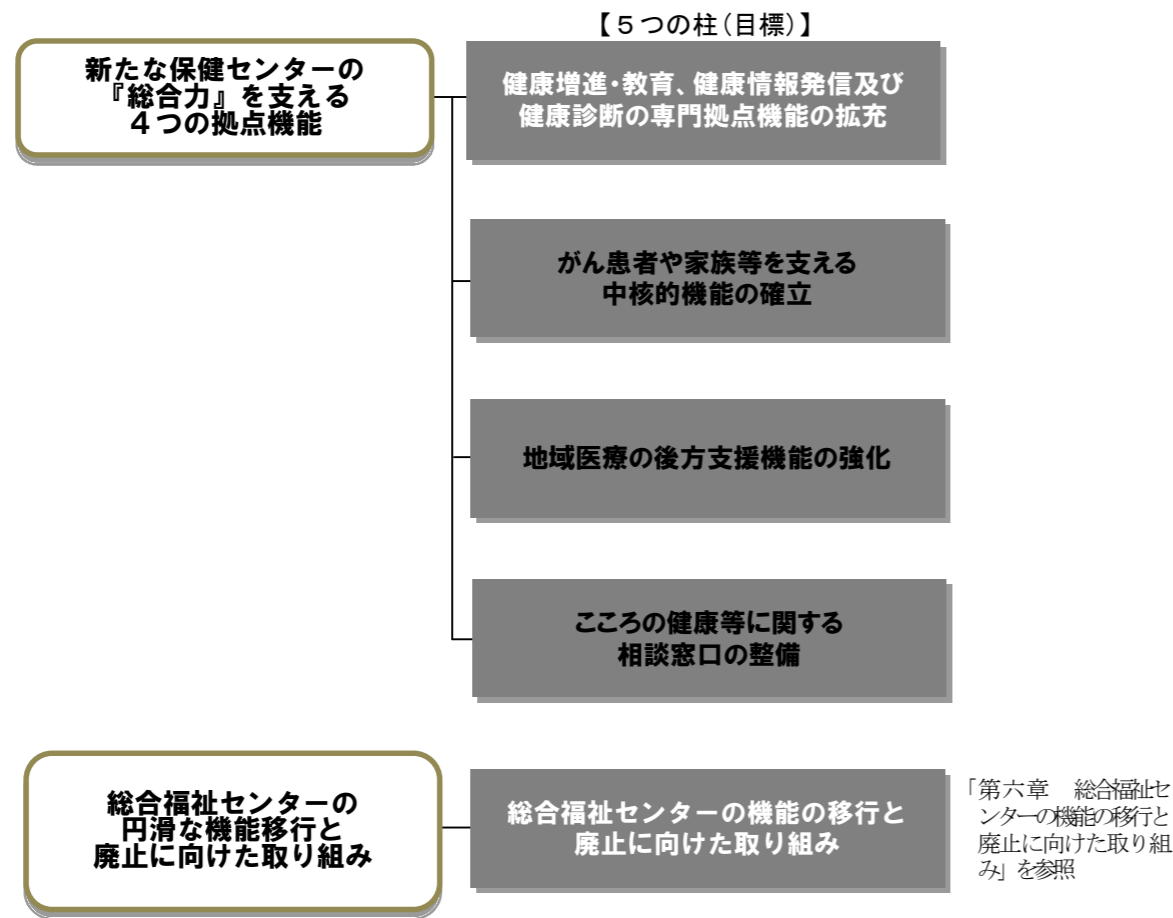 【５つの柱（目標）】
新たな保健センターの
『総合力』を支える
４つの拠点機能
健康増進・教育、健康情報発信及び
健康診断の専門拠点機能の拡充
がん患者や家族等を支える
中核的機能の確立
地域医療の後方支援機能の強化
こころの健康等に関する
相談窓口の整備
総合福祉センターの
円滑な機能移行と
廃止に向けた取り組み
総合福祉センターの機能の移行と
廃止に向けた取り組み
「第六章　総合福祉セ
ンターの機能の移行と
廃止に向けた取り組
み」を参照